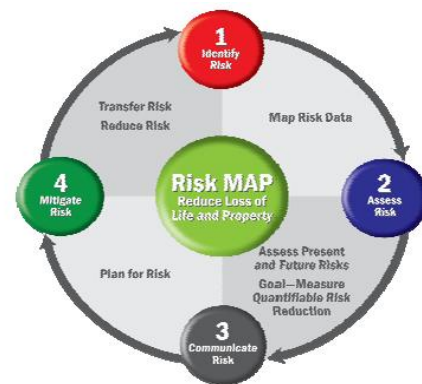 1
Identify
Risk
Transfer Risk
Reduce Risk
Map Risk Data
4
Mitigate
Risk
Risk MAP
Reduce Loss of
Life and Property
2
Assess
Risk
Plan for Risk
Assess Present
and Future Risks
Goal—Measure
Quantifiable Risk
Reduction
3
Communicate
Risk